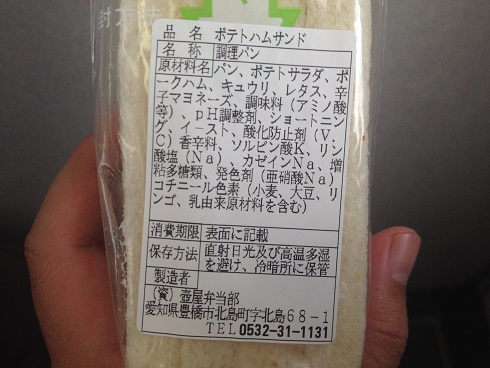 封方法
品名 ポテトハムサンド
名称 調理パン
原材料名 パン、ポテトサラダ、ポ
ークハム、キュウリ、レタス、辛
子マヨネーズ、調味料(アミノ酸
等)、pH調整剤、ショートニン
グ、イースト、酸化防止剤(V.
C)香辛料、ソルビン酸K、リン
酸塩(Na)、カゼインNa、増
粘多糖類、発色剤(亜硝酸Na)
コチニール色素(小麦、大豆、リ
ンゴ、乳由来原材料を含む)
消費期限 表面に記載
保存方法 直射日光及び高温多湿
を避け、冷暗所に保管
製造者
(資)壺屋弁当部
愛知県豊橋市北島町字北島68-1
TEL0532-31-1131